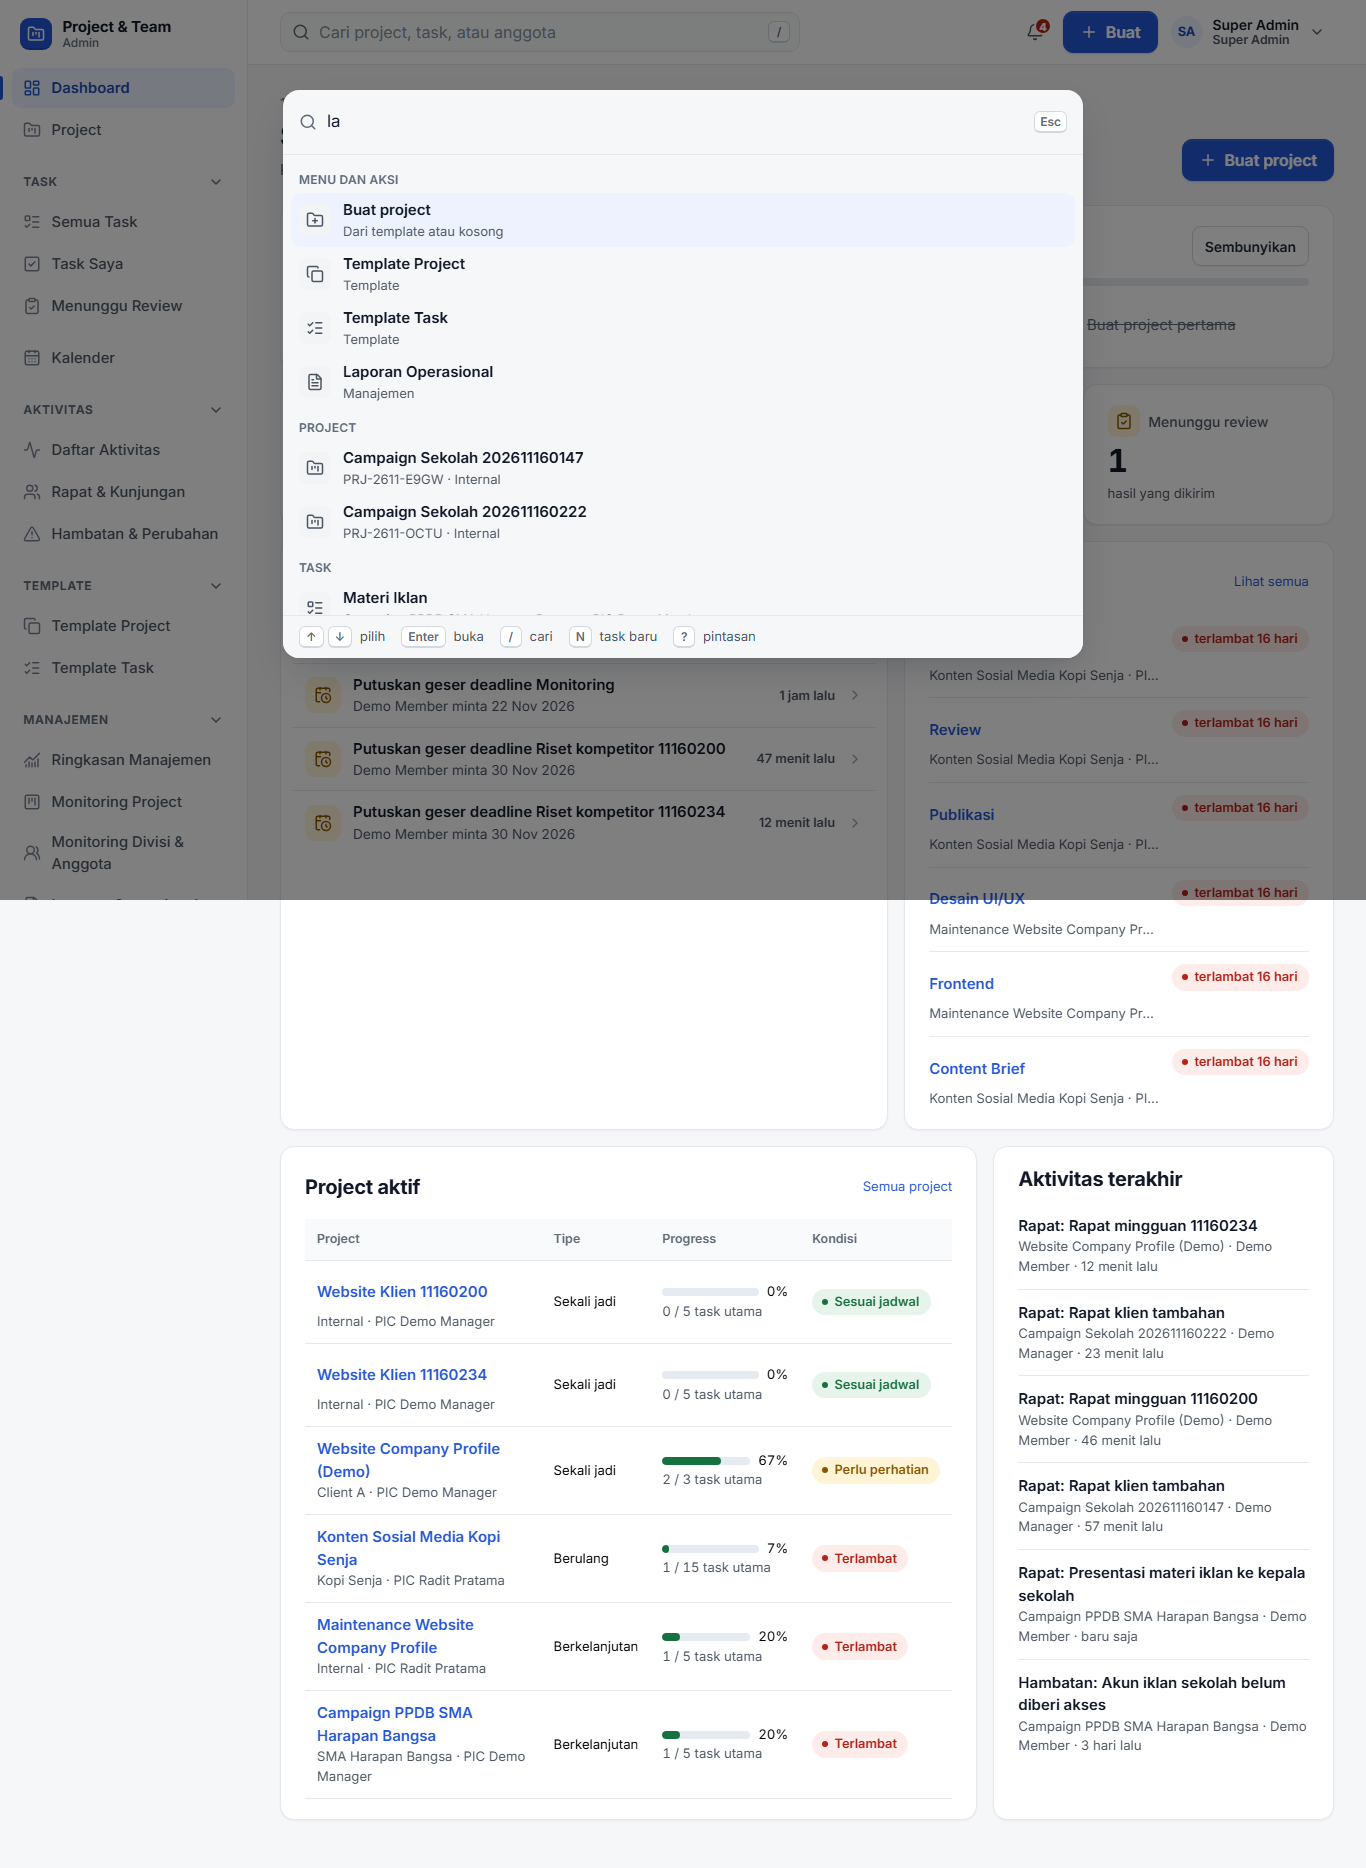 Project & Team
Admin
Cari project, task, atau anggota
/
4
Buat
SA
Super Admin
Super Admin
Dashboard
Project
TASK
Semua Task
Task Saya
Menunggu Review
Kalender
AKTIVITAS
Daftar Aktivitas
Rapat & Kunjungan
Hambatan & Perubahan
TEMPLATE
Template Project
Template Task
MANAJEMEN
Ringkasan Manajemen
Monitoring Project
Monitoring Divisi &
Anggota
la
Esc
MENU DAN AKSI
Buat project
Dari template atau kosong
Template Project
Template
Template Task
Template
Laporan Operasional
Manajemen
PROJECT
Campaign Sekolah 202611160147
PRJ-2611-E9GW · Internal
Campaign Sekolah 202611160222
PRJ-2611-OCTU · Internal
TASK
Materi Iklan
pilih
Enter buka
/ cari
N task baru
? pintasan
Buat project
Sembunyikan
Buat project pertama
Menunggu review
1
hasil yang dikirim
Putuskan geser deadline Monitoring
Demo Member minta 22 Nov 2026
1 jam lalu
Putuskan geser deadline Riset kompetitor 11160200
Demo Member minta 30 Nov 2026
47 menit lalu
Putuskan geser deadline Riset kompetitor 11160234
Demo Member minta 30 Nov 2026
12 menit lalu
Lihat semua
terlambat 16 hari
Konten Sosial Media Kopi Senja · Pl...
Review
terlambat 16 hari
Konten Sosial Media Kopi Senja · Pl...
Publikasi
terlambat 16 hari
Konten Sosial Media Kopi Senja · Pl...
Desain UI/UX
terlambat 16 hari
Maintenance Website Company Pr...
Frontend
terlambat 16 hari
Maintenance Website Company Pr...
Content Brief
terlambat 16 hari
Konten Sosial Media Kopi Senja · Pl...
Project aktif
Semua project
Project Tipe Progress Kondisi
Website Klien 11160200
Internal · PIC Demo Manager
Sekali jadi
0%
0 / 5 task utama
Sesuai jadwal
Website Klien 11160234
Internal · PIC Demo Manager
Sekali jadi
0%
0 / 5 task utama
Sesuai jadwal
Website Company Profile
(Demo)
Client A · PIC Demo Manager
Sekali jadi
67%
2 / 3 task utama
Perlu perhatian
Konten Sosial Media Kopi
Senja
Kopi Senja · PIC Radit Pratama
Berulang
7%
1 / 15 task utama
Terlambat
Maintenance Website
Company Profile
Internal · PIC Radit Pratama
Berkelanjutan
20%
1 / 5 task utama
Terlambat
Campaign PPDB SMA
Harapan Bangsa
SMA Harapan Bangsa · PIC Demo
Manager
Berkelanjutan
20%
1 / 5 task utama
Terlambat
Aktivitas terakhir
Rapat: Rapat mingguan 11160234
Website Company Profile (Demo) · Demo
Member · 12 menit lalu
Rapat: Rapat klien tambahan
Campaign Sekolah 202611160222 · Demo
Manager · 23 menit lalu
Rapat: Rapat mingguan 11160200
Website Company Profile (Demo) · Demo
Member · 46 menit lalu
Rapat: Rapat klien tambahan
Campaign Sekolah 202611160147 · Demo
Manager · 57 menit lalu
Rapat: Presentasi materi iklan ke kepala
sekolah
Campaign PPDB SMA Harapan Bangsa · Demo
Member · baru saja
Hambatan: Akun iklan sekolah belum
diberi akses
Campaign PPDB SMA Harapan Bangsa · Demo
Member · 3 hari lalu